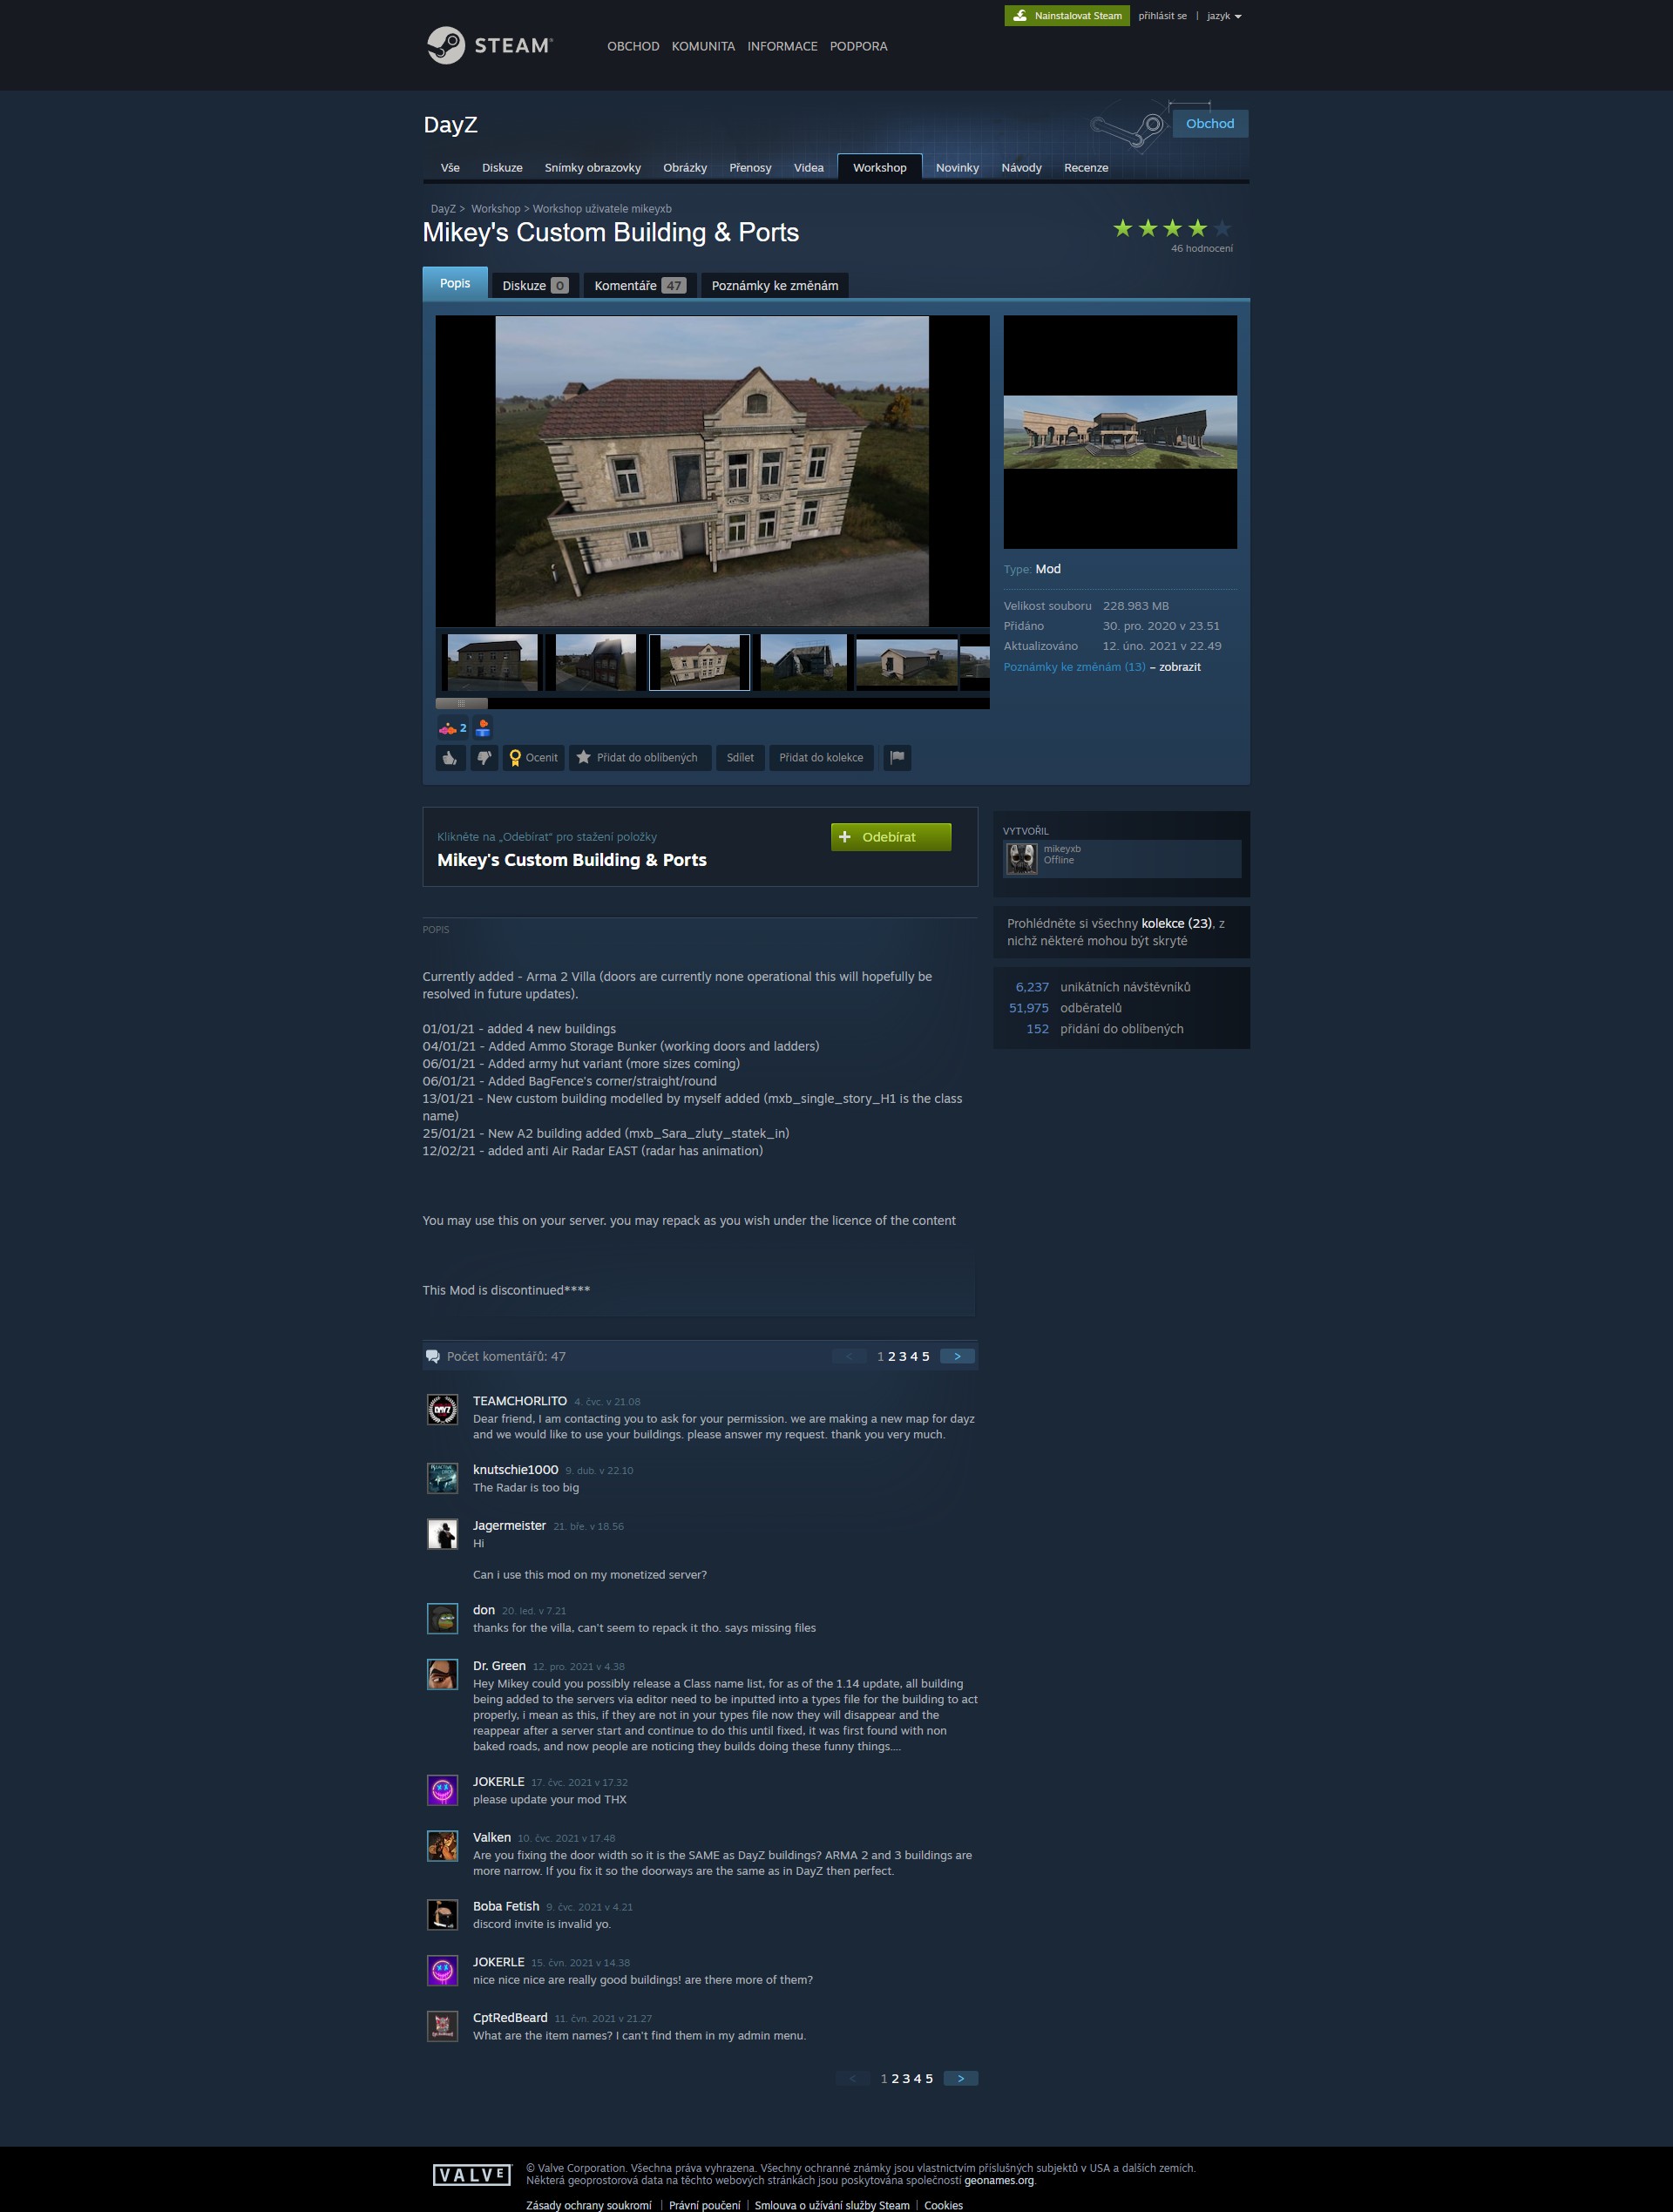 Nainstalovat Steam
přihlásit se | jazyk
STEAM®
OBCHOD KOMUNITA INFORMACE PODPORA
DayZ
Obchod
Vše Diskuze Snímky obrazovky Obrázky Přenosy Videa Workshop Novinky Návody Recenze
DayZ > Workshop > Workshop uživatele mikeyxb
Mikey's Custom Building & Ports
46 hodnocení
Popis Diskuze 0 Komentáře 47 Poznámky ke změnám
Type: Mod
Velikost souboru 228.983 MB
Přidáno 30. pro. 2020 v 23.51
Aktualizováno 12. úno. 2021 v 22.49
Poznámky ke změnám (13) – zobrazit
2
Ocenit Přidat do oblíbených Sdílet Přidat do kolekce
Klikněte na „Odebírat“ pro stažení položky
Mikey's Custom Building & Ports
Odebírat
VYTVOŘIL
mikeyxb
Offline
Prohlédněte si všechny kolekce (23), z
nichž některé mohou být skryté
6,237 unikátních návštěvníků
51,975 odběratelů
152 přidání do oblíbených
POPIS
Currently added - Arma 2 Villa (doors are currently none operational this will hopefully be
resolved in future updates).
01/01/21 - added 4 new buildings
04/01/21 - Added Ammo Storage Bunker (working doors and ladders)
06/01/21 - Added army hut variant (more sizes coming)
06/01/21 - Added BagFence's corner/straight/round
13/01/21 - New custom building modelled by myself added (mxb_single_story_H1 is the class
name)
25/01/21 - New A2 building added (mxb_Sara_zluty_statek_in)
12/02/21 - added anti Air Radar EAST (radar has animation)
You may use this on your server. you may repack as you wish under the licence of the content
This Mod is discontinued****
Počet komentářů: 47
< 1 2 3 4 5 >
TEAMCHORLITO 4. čvc. v 21.08
Dear friend, I am contacting you to ask for your permission. we are making a new map for dayz
and we would like to use your buildings. please answer my request. thank you very much.
knutschie1000 9. dub. v 22.10
The Radar is too big
Jagermeister 21. bře. v 18.56
Hi
Can i use this mod on my monetized server?
don 20. led. v 7.21
thanks for the villa, can't seem to repack it tho. says missing files
Dr. Green 12. pro. 2021 v 4.38
Hey Mikey could you possibly release a Class name list, for as of the 1.14 update, all building
being added to the servers via editor need to be inputted into a types file for the building to act
properly, i mean as this, if they are not in your types file now they will disappear and the
reappear after a server start and continue to do this until fixed, it was first found with non
baked roads, and now people are noticing they builds doing these funny things....
JOKERLE 17. čvc. 2021 v 17.32
please update your mod THX
Valken 10. čvc. 2021 v 17.48
Are you fixing the door width so it is the SAME as DayZ buildings? ARMA 2 and 3 buildings are
more narrow. If you fix it so the doorways are the same as in DayZ then perfect.
Boba Fetish 9. čvc. 2021 v 4.21
discord invite is invalid yo.
JOKERLE 15. čvn. 2021 v 14.38
nice nice nice are really good buildings! are there more of them?
CptRedBeard 11. čvn. 2021 v 21.27
What are the item names? I can't find them in my admin menu.
< 1 2 3 4 5 >
VALVE
© Valve Corporation. Všechna práva vyhrazena. Všechny ochranné známky jsou vlastnictvím příslušných subjektů v USA a dalších zemích.
Některá geoprostorová data na těchto webových stránkách jsou poskytována společností geonames.org.
Zásady ochrany soukromí | Právní poučení | Smlouva o užívání služby Steam | Cookies